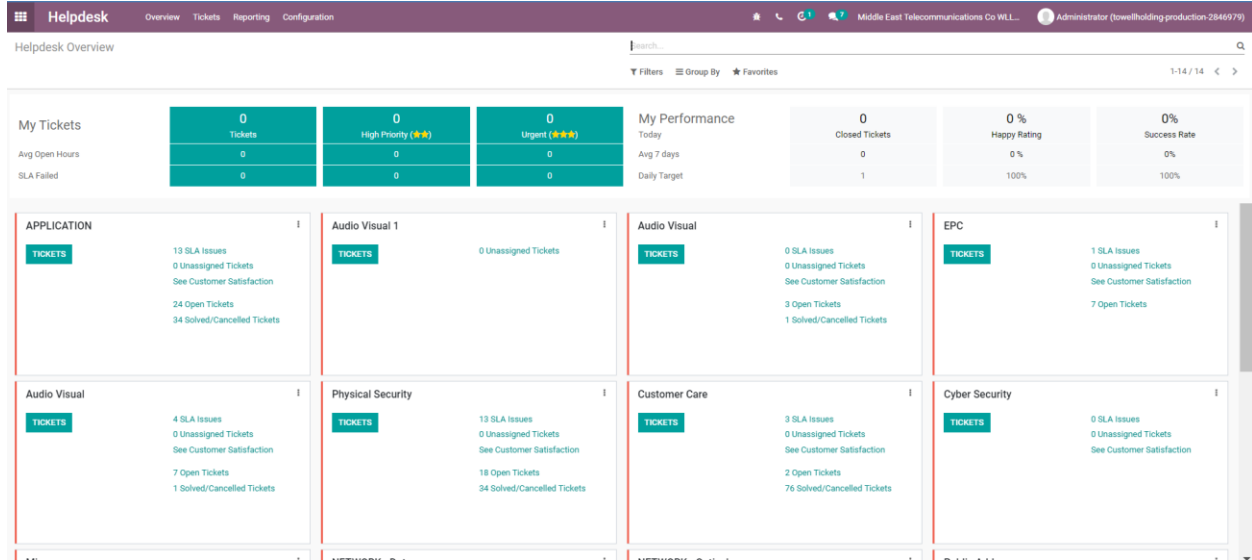 Helpdesk Overview Tickets Reporting Configuration 1 7 Middle East Telecommunications Co WLL... Administrator (towellholding-production-2846979)
Helpdesk Overview
Search...
Filters Group By Favorites 1-14 / 14
My Tickets
0 Tickets
0 High Priority (★★)
0 Urgent (★★★)
Avg Open Hours 0 0 0
SLA Failed 0 0 0
My Performance
Today
0 Closed Tickets
0 % Happy Rating
0% Success Rate
Avg 7 days 0 0 % 0%
Daily Target 1 100% 100%
APPLICATION
TICKETS
13 SLA Issues
0 Unassigned Tickets
See Customer Satisfaction
24 Open Tickets
34 Solved/Cancelled Tickets
Audio Visual 1
TICKETS
0 Unassigned Tickets
Audio Visual
TICKETS
0 SLA Issues
0 Unassigned Tickets
See Customer Satisfaction
3 Open Tickets
1 Solved/Cancelled Tickets
EPC
TICKETS
1 SLA Issues
0 Unassigned Tickets
See Customer Satisfaction
7 Open Tickets
Audio Visual
TICKETS
4 SLA Issues
0 Unassigned Tickets
See Customer Satisfaction
7 Open Tickets
1 Solved/Cancelled Tickets
Physical Security
TICKETS
13 SLA Issues
0 Unassigned Tickets
See Customer Satisfaction
18 Open Tickets
34 Solved/Cancelled Tickets
Customer Care
TICKETS
3 SLA Issues
0 Unassigned Tickets
See Customer Satisfaction
2 Open Tickets
76 Solved/Cancelled Tickets
Cyber Security
TICKETS
0 SLA Issues
0 Unassigned Tickets
See Customer Satisfaction